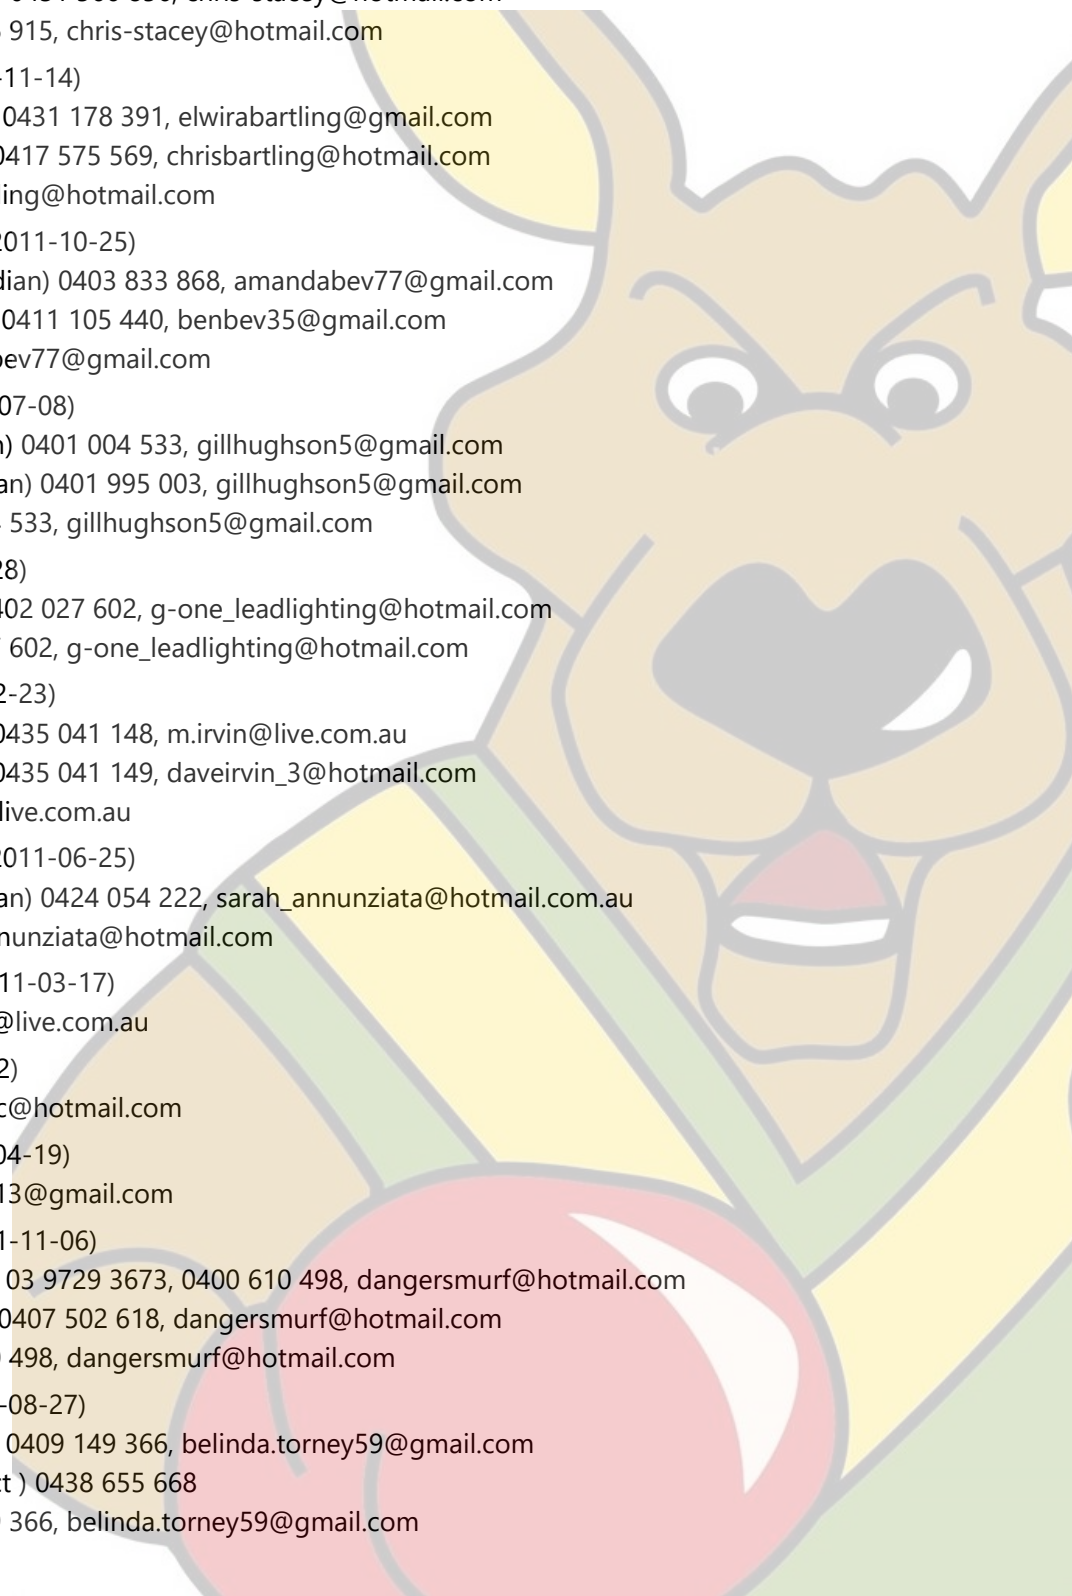 915, chris-stacey@hotmail.com
-11-14)
0431 178 391, elwirabartling@gmail.com
0417 575 569, chrisbartling@hotmail.com
ing@hotmail.com
2011-10-25)
dian) 0403 833 868, amandabev77@gmail.com
0411 105 440, benbev35@gmail.com
bev77@gmail.com
07-08)
n) 0401 004 533, gillhughson5@gmail.com
an) 0401 995 003, gillhughson5@gmail.com
533, gillhughson5@gmail.com
28)
402 027 602, g-one_leadlighting@hotmail.com
602, g-one_leadlighting@hotmail.com
2-23)
0435 041 148, m.irvin@live.com.au
0435 041 149, daveirvin_3@hotmail.com
live.com.au
2011-06-25)
an) 0424 054 222, sarah_annunziata@hotmail.com.au
nunziata@hotmail.com
11-03-17)
@live.com.au
2)
c@hotmail.com
04-19)
13@gmail.com
1-11-06)
03 9729 3673, 0400 610 498, dangersmurf@hotmail.com
0407 502 618, dangersmurf@hotmail.com
498, dangersmurf@hotmail.com
-08-27)
0409 149 366, belinda.torney59@gmail.com
ct ) 0438 655 668
366, belinda.torney59@gmail.com